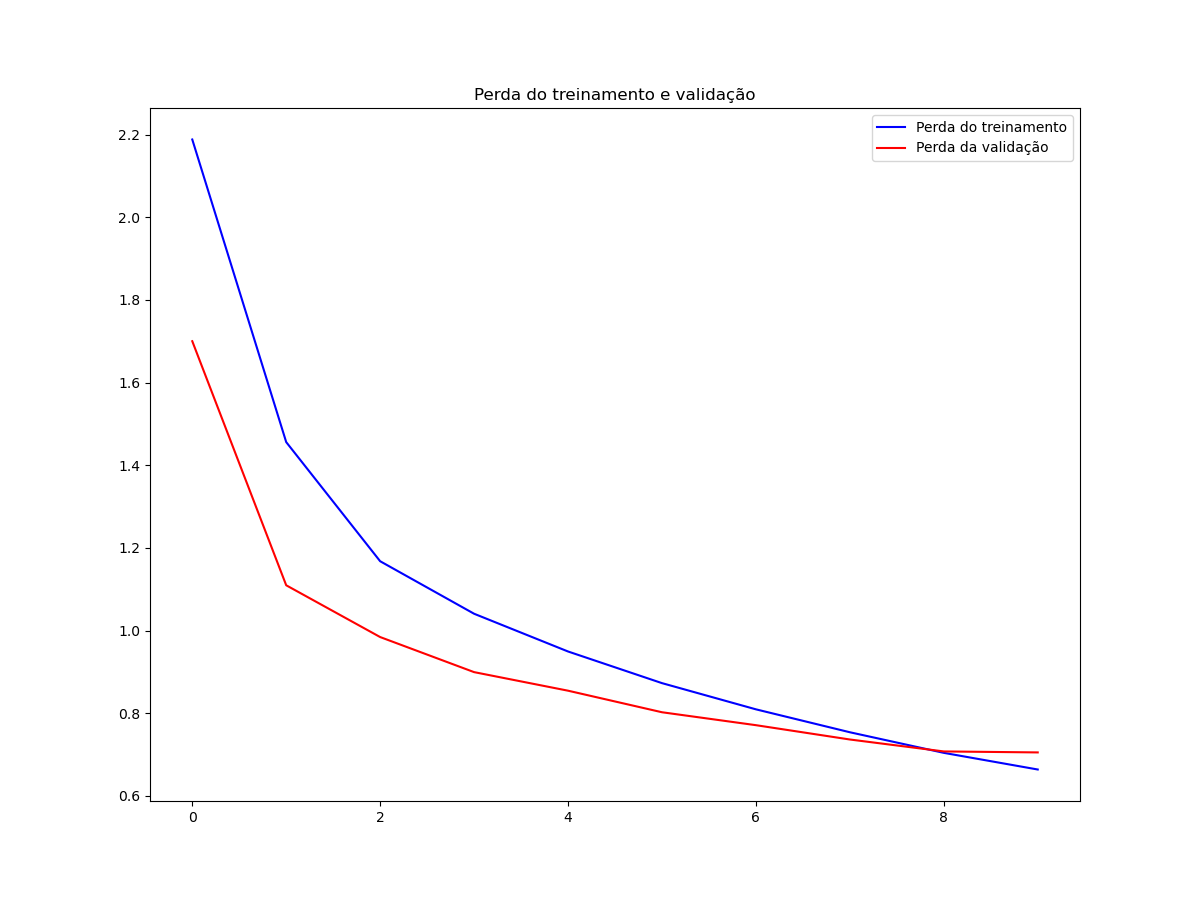 Perda do treinamento e validação
Perda do treinamento
Perda da validação
2.2
2.0
1.8
1.6
1.4
1.2
1.0
0.8
0.6
0 2 4 6 8